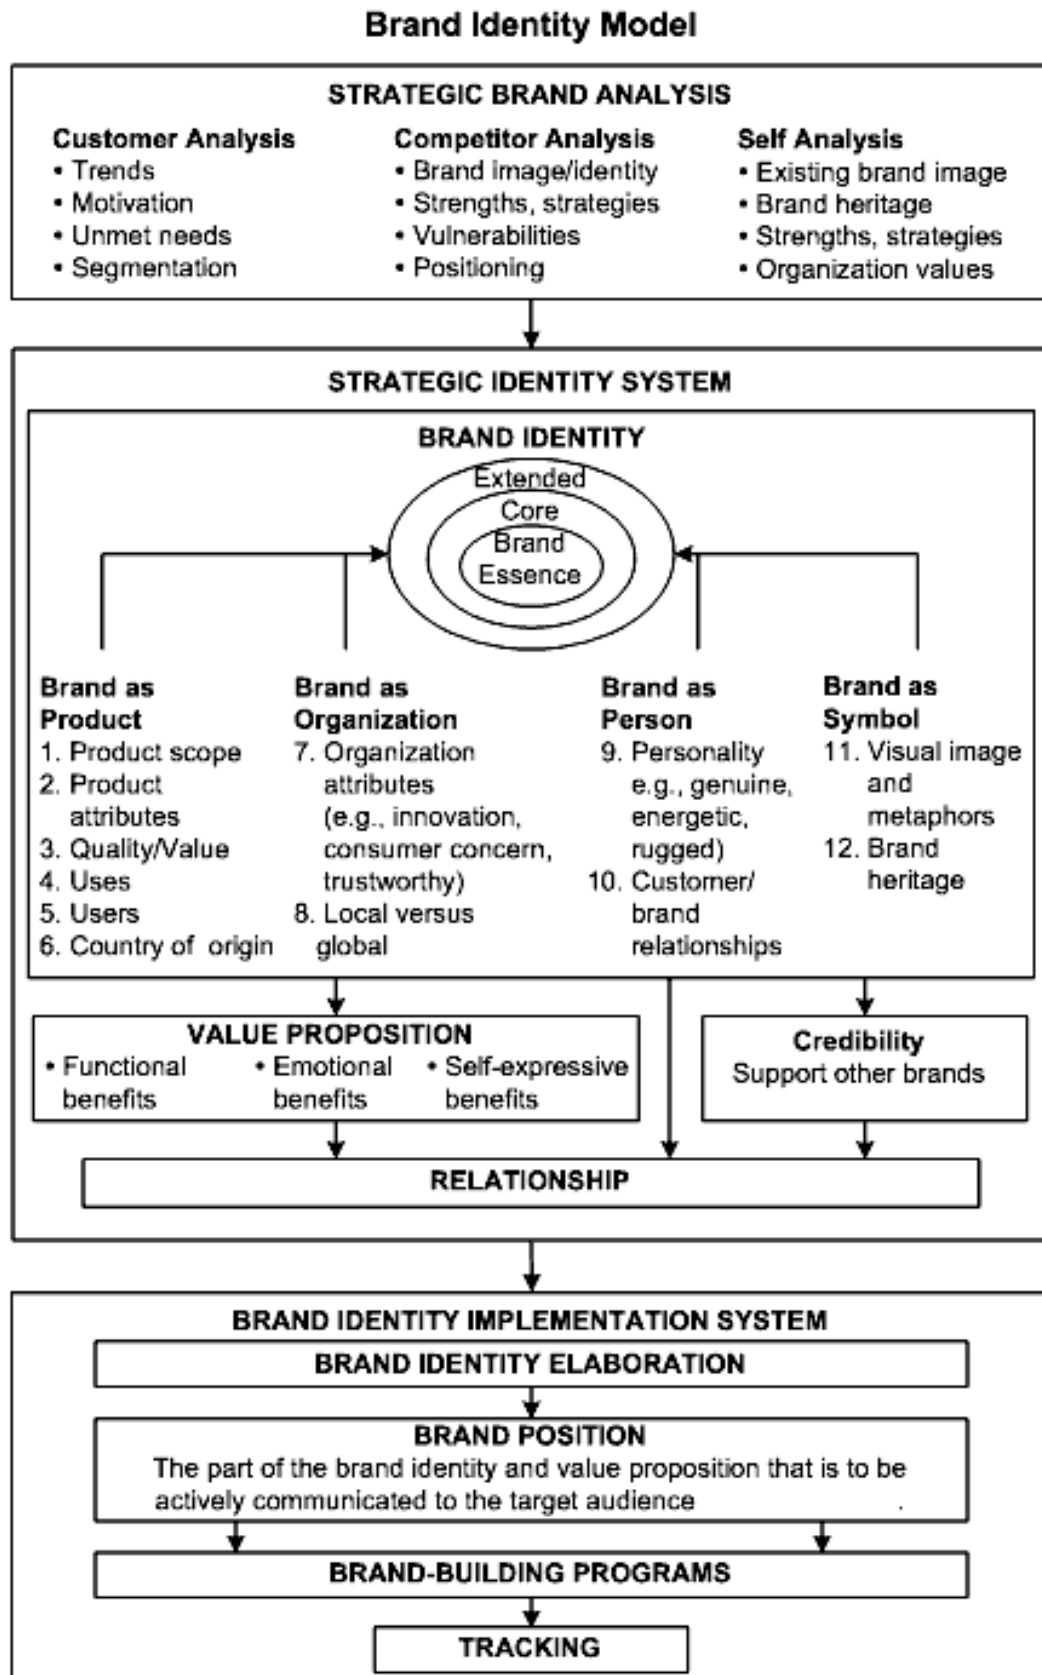 Brand Identity Model
STRATEGIC BRAND ANALYSIS
Customer Analysis
• Trends
• Motivation
• Unmet needs
• Segmentation
Competitor Analysis
• Brand image/identity
• Strengths, strategies
• Vulnerabilities
• Positioning
Self Analysis
• Existing brand image
• Brand heritage
• Strengths, strategies
• Organization values
STRATEGIC IDENTITY SYSTEM
BRAND IDENTITY
Extended
Core
Brand
Essence
Brand as
Product
1. Product scope
2. Product
attributes
3. Quality/Value
4. Uses
5. Users
6. Country of origin
Brand as
Organization
7. Organization
attributes
(e.g., innovation,
consumer concern,
trustworthy)
8. Local versus
global
Brand as
Person
9. Personality
e.g., genuine,
energetic,
rugged)
10. Customer/
brand
relationships
Brand as
Symbol
11. Visual image
and
metaphors
12. Brand
heritage
VALUE PROPOSITION
• Functional
benefits
• Emotional
benefits
• Self-expressive
benefits
Credibility
Support other brands
RELATIONSHIP
BRAND IDENTITY IMPLEMENTATION SYSTEM
BRAND IDENTITY ELABORATION
BRAND POSITION
The part of the brand identity and value proposition that is to be
actively communicated to the target audience .
BRAND-BUILDING PROGRAMS
TRACKING